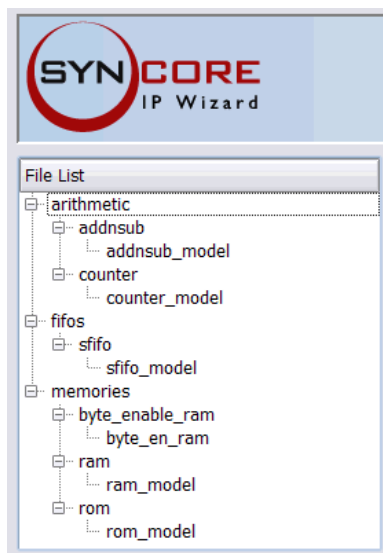 SYNCORE
IP Wizard
File List
arithmetic
addnsub
addnsub_model
counter
counter_model
fifos
sfifo
sfifo_model
memories
byte_enable_ram
byte_en_ram
ram
ram_model
rom
rom_model